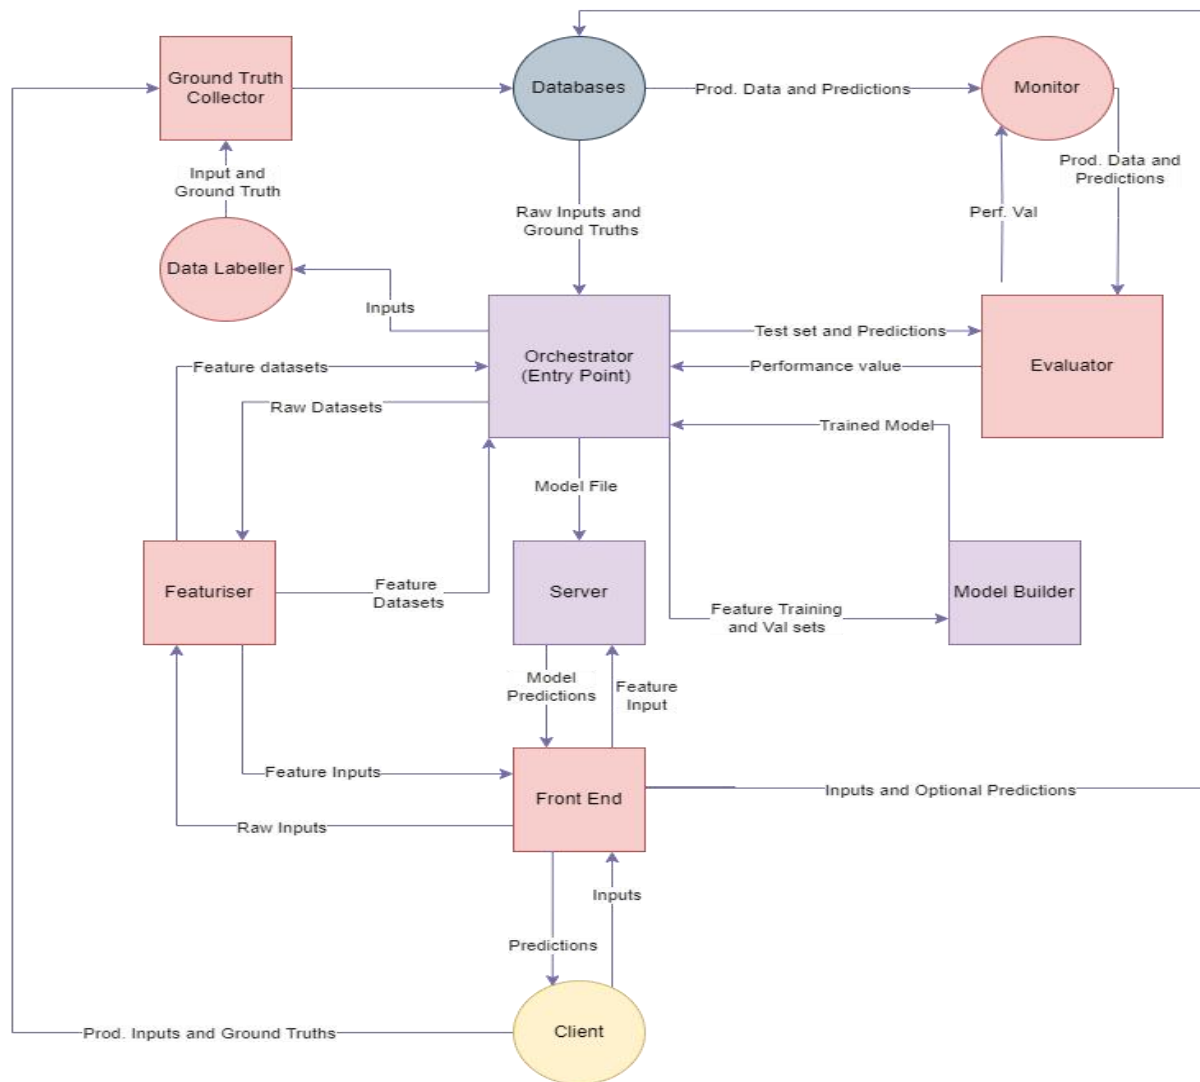 Ground Truth
Collector
Databases
Prod. Data and Predictions
Monitor
Input and
Ground Truth
Prod. Data and
Predictions
Raw Inputs and
Ground Truths
Perf. Val
Data Labeller
Inputs
Test set and Predictions
Orchestrator
(Entry Point)
Feature datasets
Performance value
Evaluator
Raw Datasets
Trained Model
Model File
Featuriser
Feature
Datasets
Server
Feature Training
and Val sets
Model Builder
Model
Predictions
Feature
Input
Feature Inputs
Front End
Inputs and Optional Predictions
Raw Inputs
Inputs
Predictions
Prod. Inputs and Ground Truths
Client